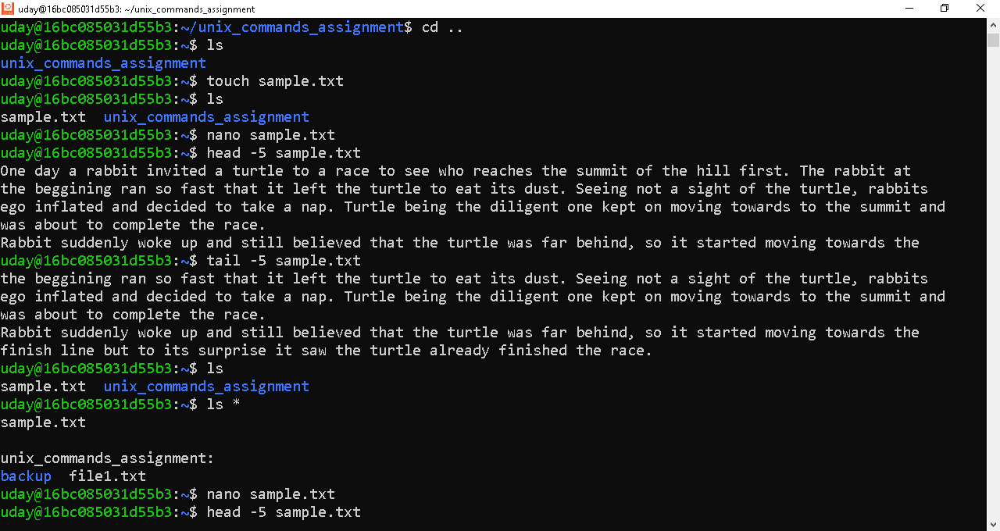 uday@16bc085031d55b3: ~/unix_commands_assignment
uday@16bc085031d55b3:~/unix_commands_assignment$ cd ..
uday@16bc085031d55b3:~$ ls
unix_commands_assignment
uday@16bc085031d55b3:~$ touch sample.txt
uday@16bc085031d55b3:~$ ls
sample.txt  unix_commands_assignment
uday@16bc085031d55b3:~$ nano sample.txt
uday@16bc085031d55b3:~$ head -5 sample.txt
One day a rabbit invited a turtle to a race to see who reaches the summit of the hill first. The rabbit at
the beggining ran so fast that it left the turtle to eat its dust. Seeing not a sight of the turtle, rabbits
ego inflated and decided to take a nap. Turtle being the diligent one kept on moving towards to the summit and
was about to complete the race.
Rabbit suddenly woke up and still believed that the turtle was far behind, so it started moving towards the
uday@16bc085031d55b3:~$ tail -5 sample.txt
the beggining ran so fast that it left the turtle to eat its dust. Seeing not a sight of the turtle, rabbits
ego inflated and decided to take a nap. Turtle being the diligent one kept on moving towards to the summit and
was about to complete the race.
Rabbit suddenly woke up and still believed that the turtle was far behind, so it started moving towards the
finish line but to its surprise it saw the turtle already finished the race.
uday@16bc085031d55b3:~$ ls
sample.txt  unix_commands_assignment
uday@16bc085031d55b3:~$ ls *
sample.txt

unix_commands_assignment:
backup  file1.txt
uday@16bc085031d55b3:~$ nano sample.txt
uday@16bc085031d55b3:~$ head -5 sample.txt